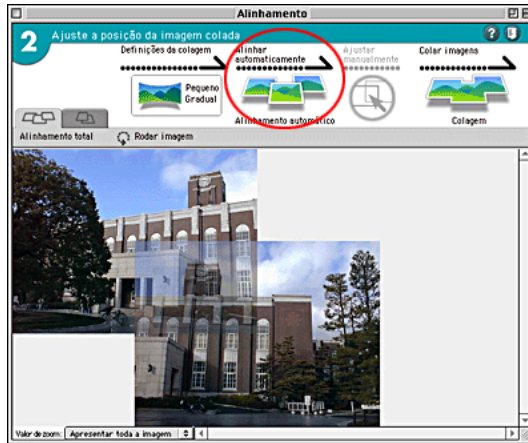 Alinhamento
2 Ajuste a posição da imagem colada
Definições da colagem
Alinhar
automaticamente
Ajustar
manualmente
Colar imagens
Pequeno
Gradual
Alinhamento automático
Colagem
Alinhamento total
Rodar imagem
Valor de zoom: Apresentar toda a imagem